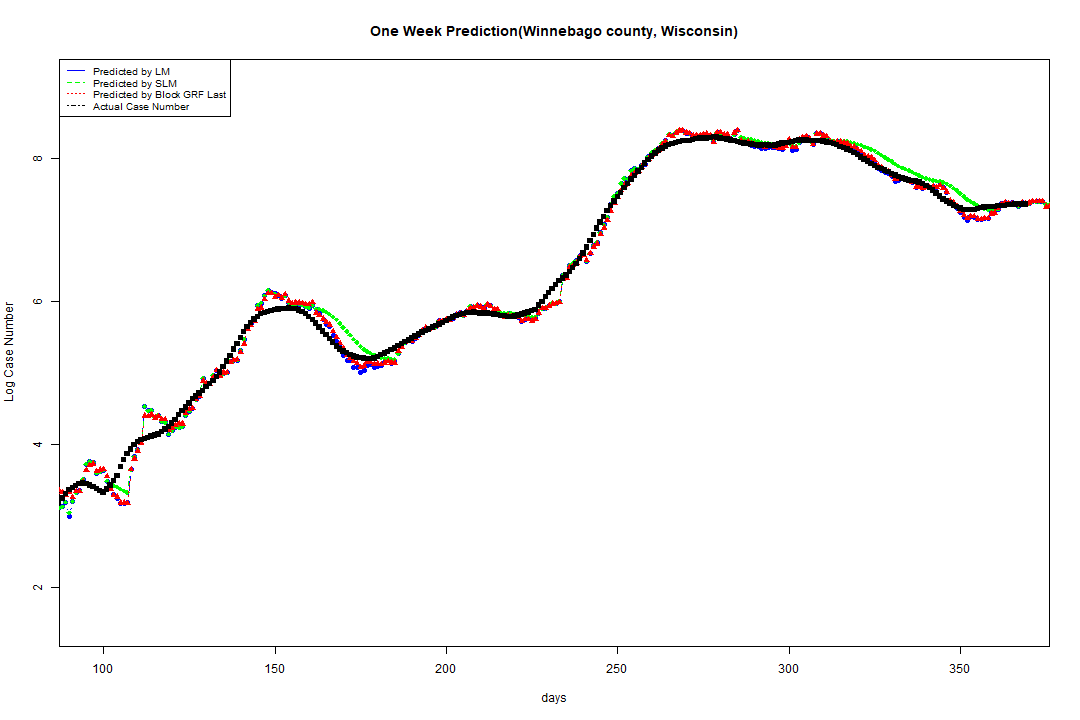 One Week Prediction(Winnebago county, Wisconsin)
Predicted by LM
Predicted by SLM
Predicted by Block GRF Last
Actual Case Number
Log Case Number
8
6
4
2
100 150 200 250 300 350
days